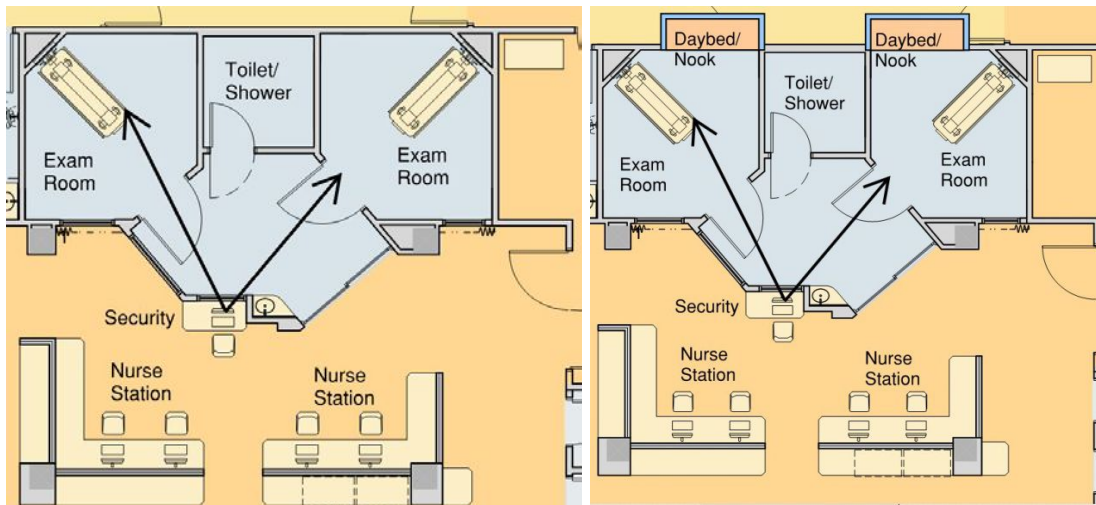 Toilet/
Shower
Exam
Room
Exam
Room
Security
Nurse
Station
Nurse
Station
Daybed/
Nook
Daybed/
Nook
Toilet/
Shower
Exam
Room
Exam
Room
Security
Nurse
Station
Nurse
Station